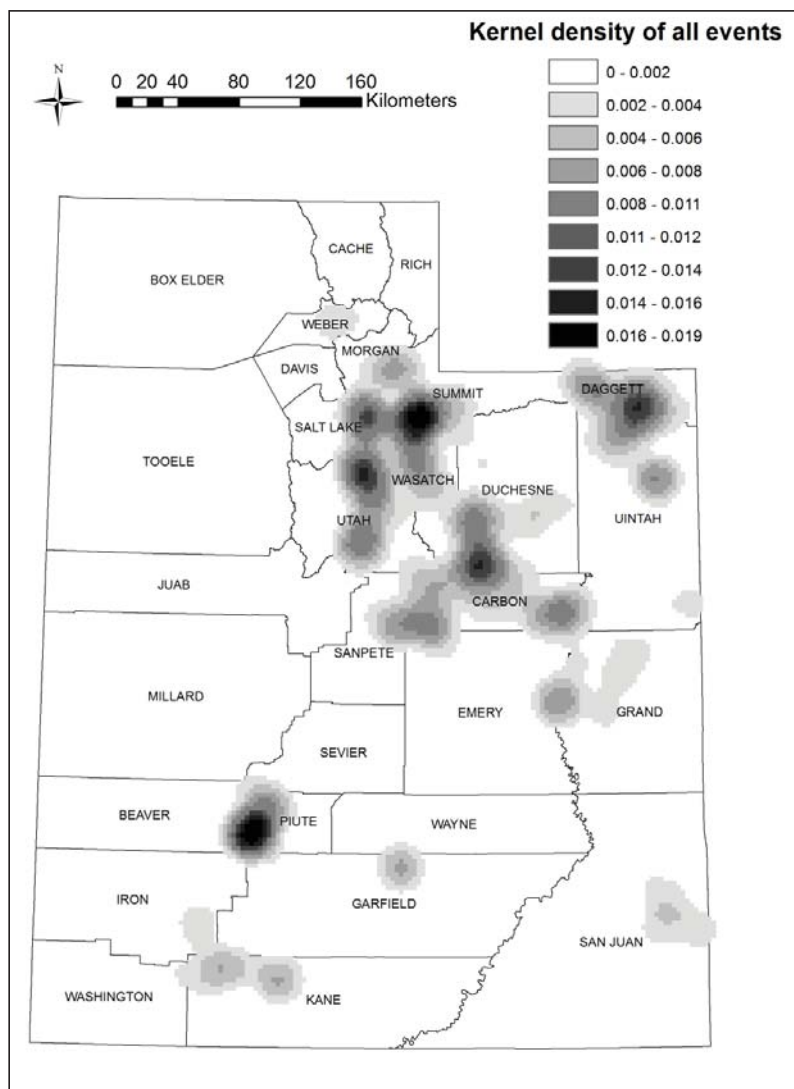 Kernel density of all events
N
0 20 40 80 120 160
Kilometers
0 - 0.002
0.002 - 0.004
0.004 - 0.006
0.006 - 0.008
0.008 - 0.011
0.011 - 0.012
0.012 - 0.014
0.014 - 0.016
0.016 - 0.019
CACHE
RICH
BOX ELDER
WEBER
MORGAN
DAVIS
SUMMIT
DAGGETT
SALT LAKE
TOOELE
WASATCH
DUCHESNE
UTAH
UINTAH
JUAB
CARBON
SANPETE
MILLARD
EMERY
GRAND
SEVIER
BEAVER
PIUTE
WAYNE
IRON
GARFIELD
SAN JUAN
WASHINGTON
KANE